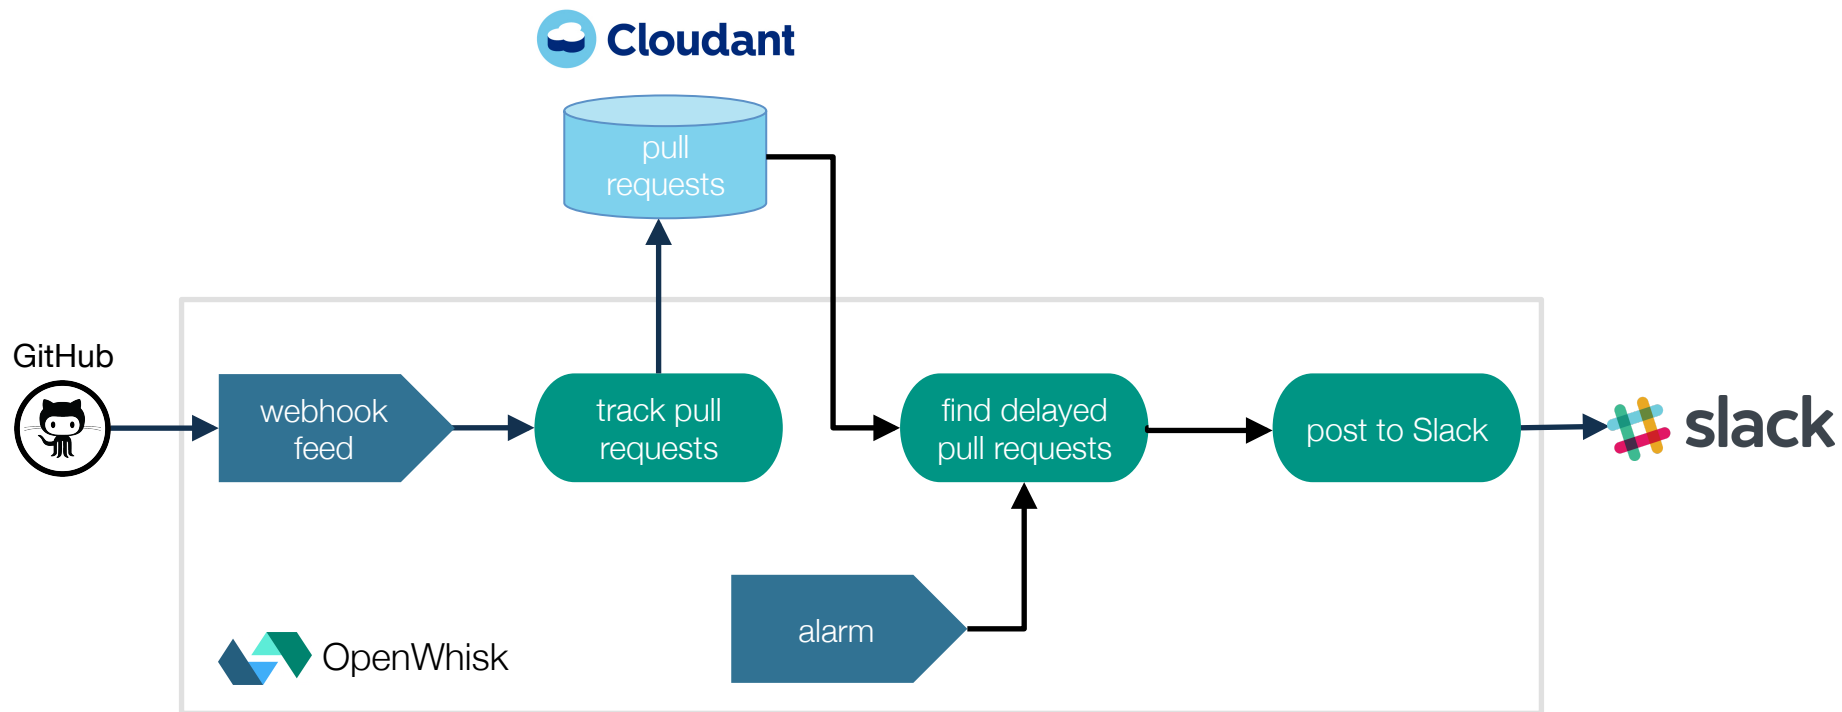 Cloudant
pull
requests
GitHub
webhook
feed
track pull
requests
find delayed
pull requests
post to Slack
slack
alarm
OpenWhisk